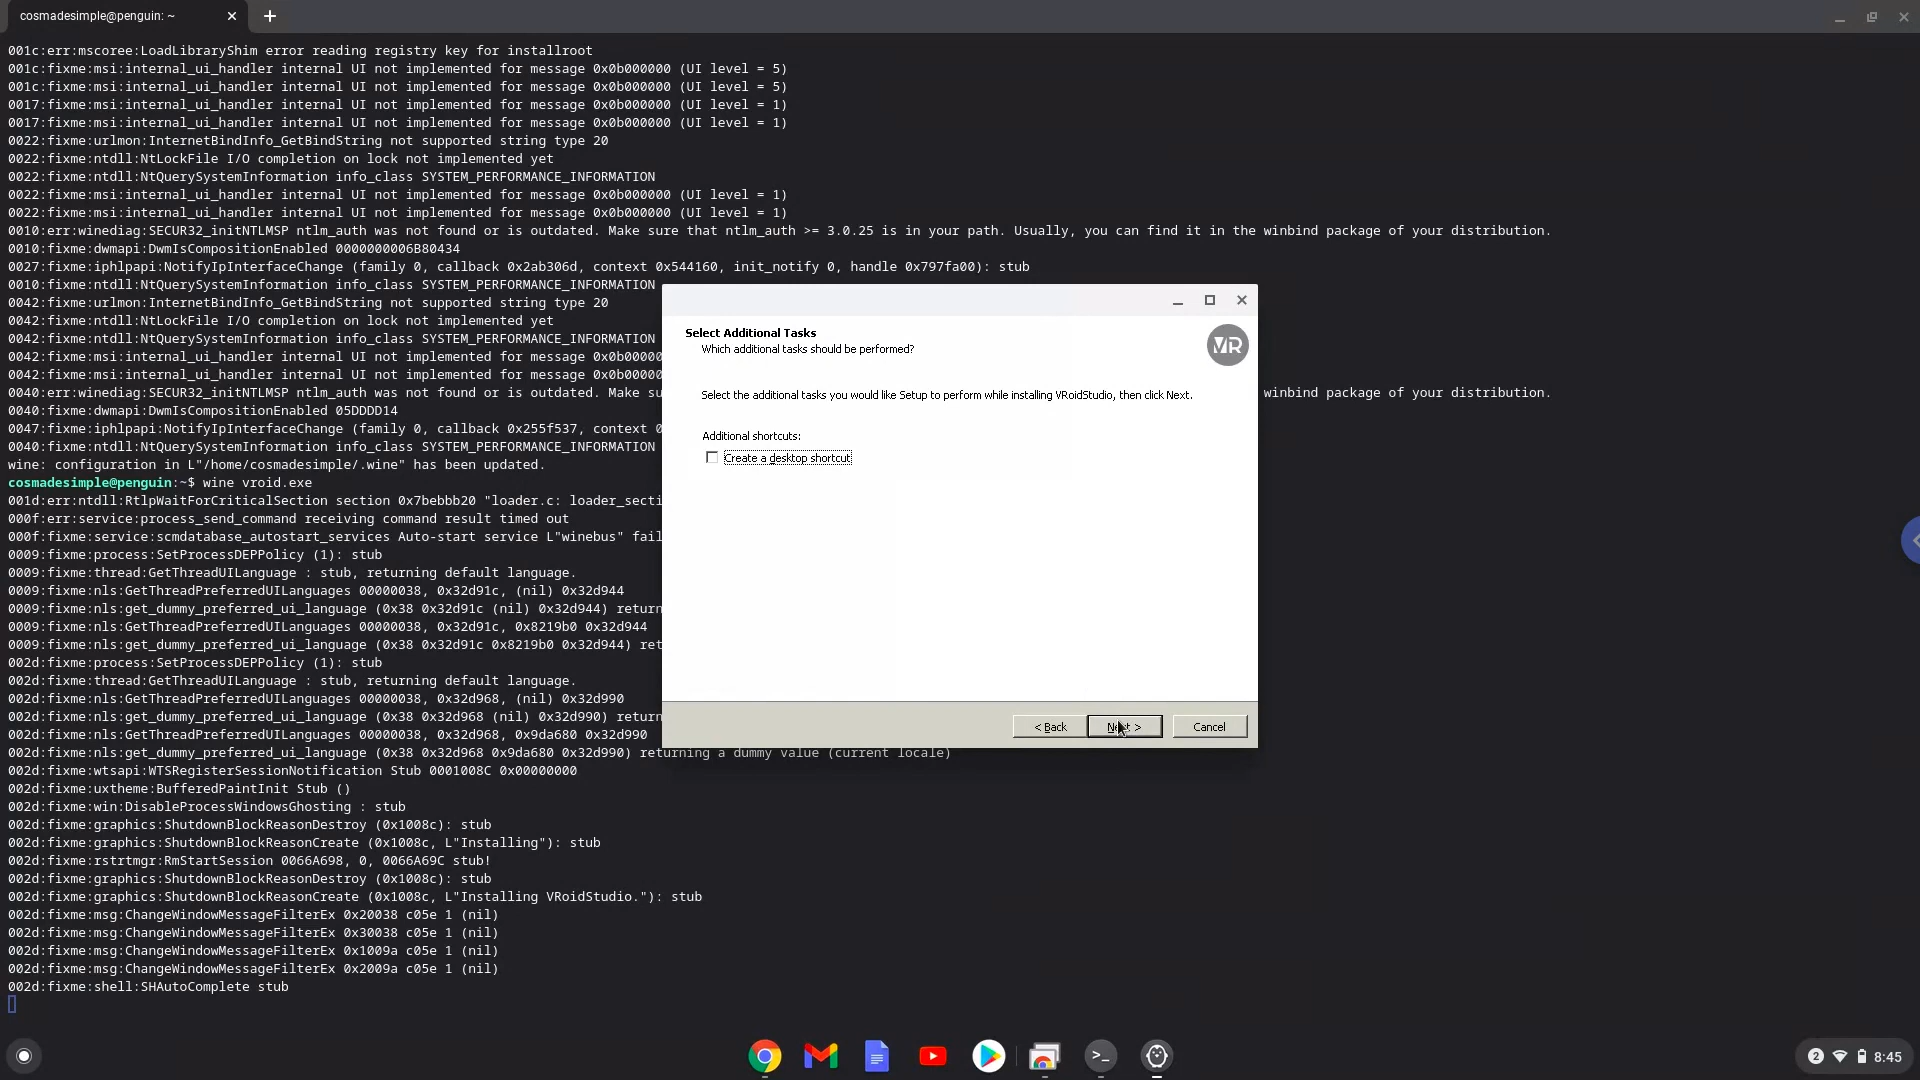 cosmadesimple@penguin: ~
001c:err:mscoree:LoadLibraryShim error reading registry key for installroot
001c:fixme:msi:internal_ui_handler internal UI not implemented for message 0x0b000000 (UI level = 5)
001c:fixme:msi:internal_ui_handler internal UI not implemented for message 0x0b000000 (UI level = 5)
0017:fixme:msi:internal_ui_handler internal UI not implemented for message 0x0b000000 (UI level = 1)
0017:fixme:msi:internal_ui_handler internal UI not implemented for message 0x0b000000 (UI level = 1)
0022:fixme:urlmon:InternetBindInfo_GetBindString not supported string type 20
0022:fixme:ntdll:NtLockFile I/O completion on lock not implemented yet
0022:fixme:ntdll:NtQuerySystemInformation info_class SYSTEM_PERFORMANCE_INFORMATION
0022:fixme:msi:internal_ui_handler internal UI not implemented for message 0x0b000000 (UI level = 1)
0022:fixme:msi:internal_ui_handler internal UI not implemented for message 0x0b000000 (UI level = 1)
0010:err:winediag:SECUR32_initNTLMSP ntlm_auth was not found or is outdated. Make sure that ntlm_auth >= 3.0.25 is in your path. Usually, you can find it in the winbind package of your distribution.
0010:fixme:dwmapi:DwmIsCompositionEnabled 0000000006B80434
0027:fixme:iphlpapi:NotifyIpInterfaceChange (family 0, callback 0x2ab306d, context 0x544160, init_notify 0, handle 0x797fa00): stub
0010:fixme:ntdll:NtQuerySystemInformation info_class SYSTEM_PERFORMANCE_INFORMATION
0042:fixme:urlmon:InternetBindInfo_GetBindString not supported string type 20
0042:fixme:ntdll:NtLockFile I/O completion on lock not implemented yet
0042:fixme:ntdll:NtQuerySystemInformation info_class SYSTEM_PERFORMANCE_INFORMATION
0042:fixme:msi:internal_ui_handler internal UI not implemented for message 0x0b00000
0042:fixme:msi:internal_ui_handler internal UI not implemented for message 0x0b00000
0040:err:winediag:SECUR32_initNTLMSP ntlm_auth was not found or is outdated. Make su winbind package of your distribution.
0040:fixme:dwmapi:DwmIsCompositionEnabled 05DDDD14
0047:fixme:iphlpapi:NotifyIpInterfaceChange (family 0, callback 0x255f537, context 0
0040:fixme:ntdll:NtQuerySystemInformation info_class SYSTEM_PERFORMANCE_INFORMATION
wine: configuration in L"/home/cosmadesimple/.wine" has been updated.
cosmadesimple@penguin:~$ wine vroid.exe
001d:err:ntdll:RtlpWaitForCriticalSection section 0x7bebbb20 "loader.c: loader_secti
000f:err:service:process_send_command receiving command result timed out
000f:fixme:service:scmdatabase_autostart_services Auto-start service L"winebus" fail
0009:fixme:process:SetProcessDEPPolicy (1): stub
0009:fixme:thread:GetThreadUILanguage : stub, returning default language.
0009:fixme:nls:GetThreadPreferredUILanguages 00000038, 0x32d91c, (nil) 0x32d944
0009:fixme:nls:get_dummy_preferred_ui_language (0x38 0x32d91c (nil) 0x32d944) return
0009:fixme:nls:GetThreadPreferredUILanguages 00000038, 0x32d91c, 0x8219b0 0x32d944
0009:fixme:nls:get_dummy_preferred_ui_language (0x38 0x32d91c 0x8219b0 0x32d944) ret
002d:fixme:process:SetProcessDEPPolicy (1): stub
002d:fixme:thread:GetThreadUILanguage : stub, returning default language.
002d:fixme:nls:GetThreadPreferredUILanguages 00000038, 0x32d968, (nil) 0x32d990
002d:fixme:nls:get_dummy_preferred_ui_language (0x38 0x32d968 (nil) 0x32d990) return
002d:fixme:nls:GetThreadPreferredUILanguages 00000038, 0x32d968, 0x9da680 0x32d990
002d:fixme:nls:get_dummy_preferred_ui_language (0x38 0x32d968 0x9da680 0x32d990) returning a dummy value (current locale)
002d:fixme:wtsapi:WTSRegisterSessionNotification Stub 0001008C 0x00000000
002d:fixme:uxtheme:BufferedPaintInit Stub ()
002d:fixme:win:DisableProcessWindowsGhosting : stub
002d:fixme:graphics:ShutdownBlockReasonDestroy (0x1008c): stub
002d:fixme:graphics:ShutdownBlockReasonCreate (0x1008c, L"Installing"): stub
002d:fixme:rstrtmgr:RmStartSession 0066A698, 0, 0066A69C stub!
002d:fixme:graphics:ShutdownBlockReasonDestroy (0x1008c): stub
002d:fixme:graphics:ShutdownBlockReasonCreate (0x1008c, L"Installing VRoidStudio."): stub
002d:fixme:msg:ChangeWindowMessageFilterEx 0x20038 c05e 1 (nil)
002d:fixme:msg:ChangeWindowMessageFilterEx 0x30038 c05e 1 (nil)
002d:fixme:msg:ChangeWindowMessageFilterEx 0x1009a c05e 1 (nil)
002d:fixme:msg:ChangeWindowMessageFilterEx 0x2009a c05e 1 (nil)
002d:fixme:shell:SHAutoComplete stub
Select Additional Tasks
Which additional tasks should be performed?
VR
Select the additional tasks you would like Setup to perform while installing VRoidStudio, then click Next.
Additional shortcuts:
Create a desktop shortcut
< Back Next > Cancel
2 8:45